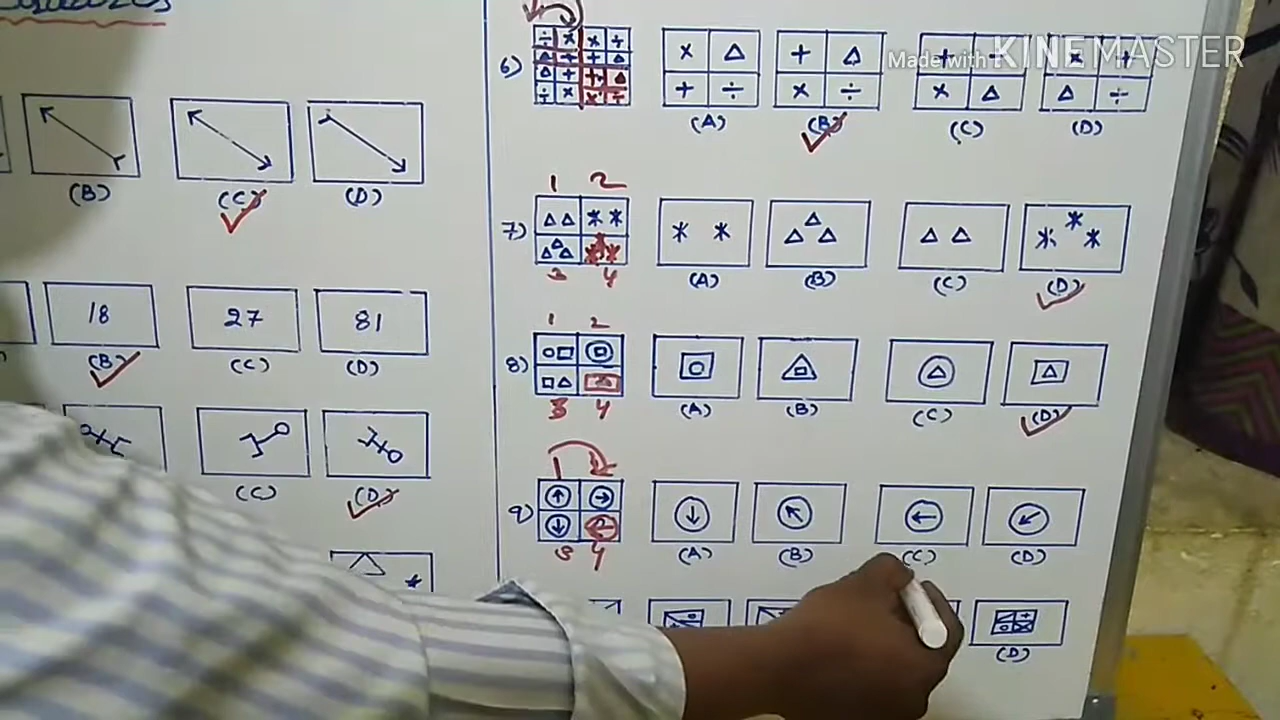 Made with KINEMASTER
(B)
(C)
(D)
18
27
81
(B)
(C)
(D)
(C)
(D)
6)
÷ × × ÷
△ + + △
△ + + △
÷ × × ÷
× △
+ ÷
(A)
+ △
× ÷
(B)
+ ÷
× △
(C)
× +
△ ÷
(D)
1 2
7)
3 4
(A)
(B)
(C)
(D)
1 2
8)
3 4
(A)
(B)
(C)
(D)
1 2
9)
3 4
(A)
(B)
(C)
(D)
(D)